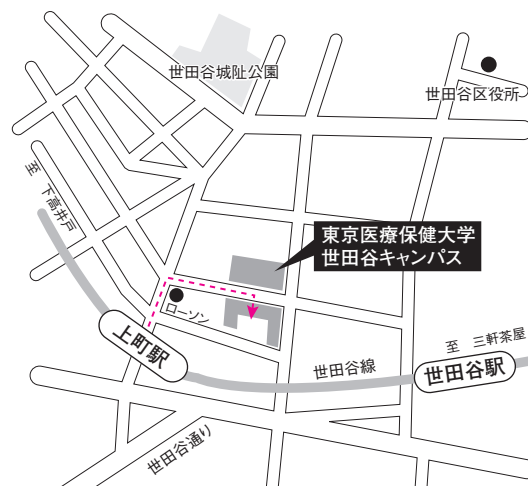 世田谷城趾公園
世田谷区役所
至 下高井戸
東京医療保健大学
世田谷キャンパス
ローソン
上町駅
世田谷線
至 三軒茶屋
世田谷駅
世田谷通り